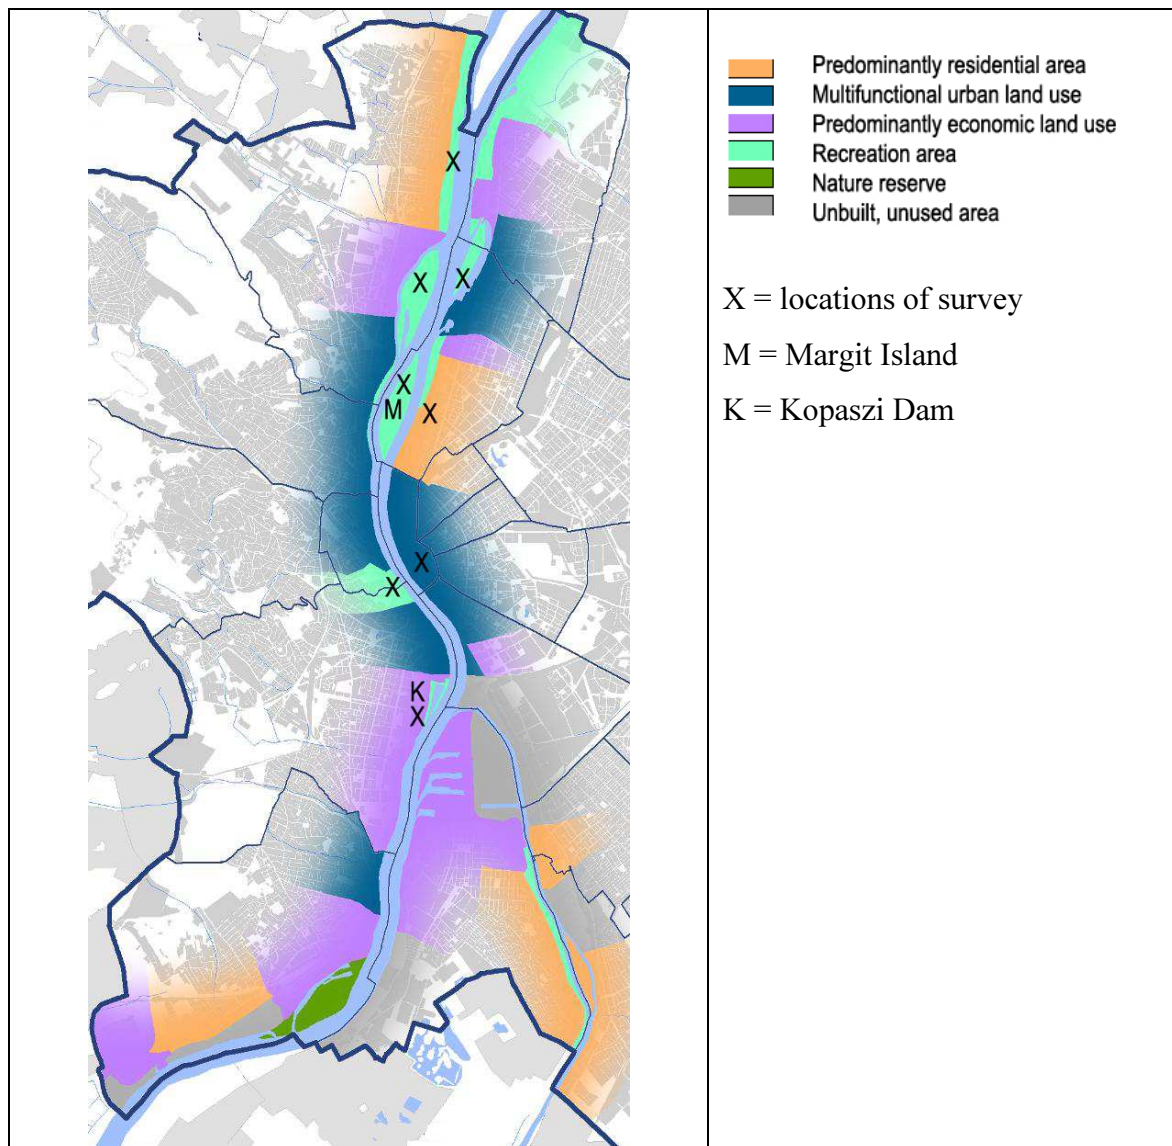 Predominantly residential area
Multifunctional urban land use
Predominantly economic land use
Recreation area
Nature reserve
Unbuilt, unused area
X = locations of survey
M = Margit Island
K = Kopaszi Dam
X
X
X
X
M
X
X
X
K
X